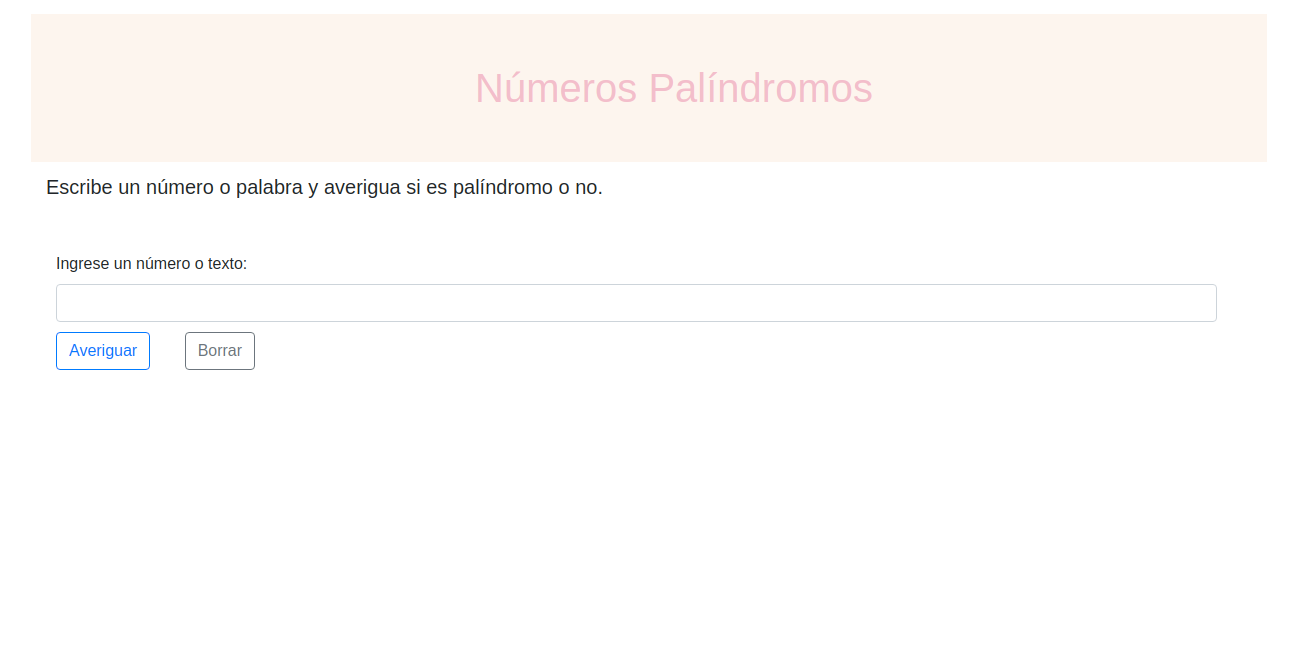 Números Palíndromos
Escribe un número o palabra y averigua si es palíndromo o no.
Ingrese un número o texto:
Averiguar Borrar